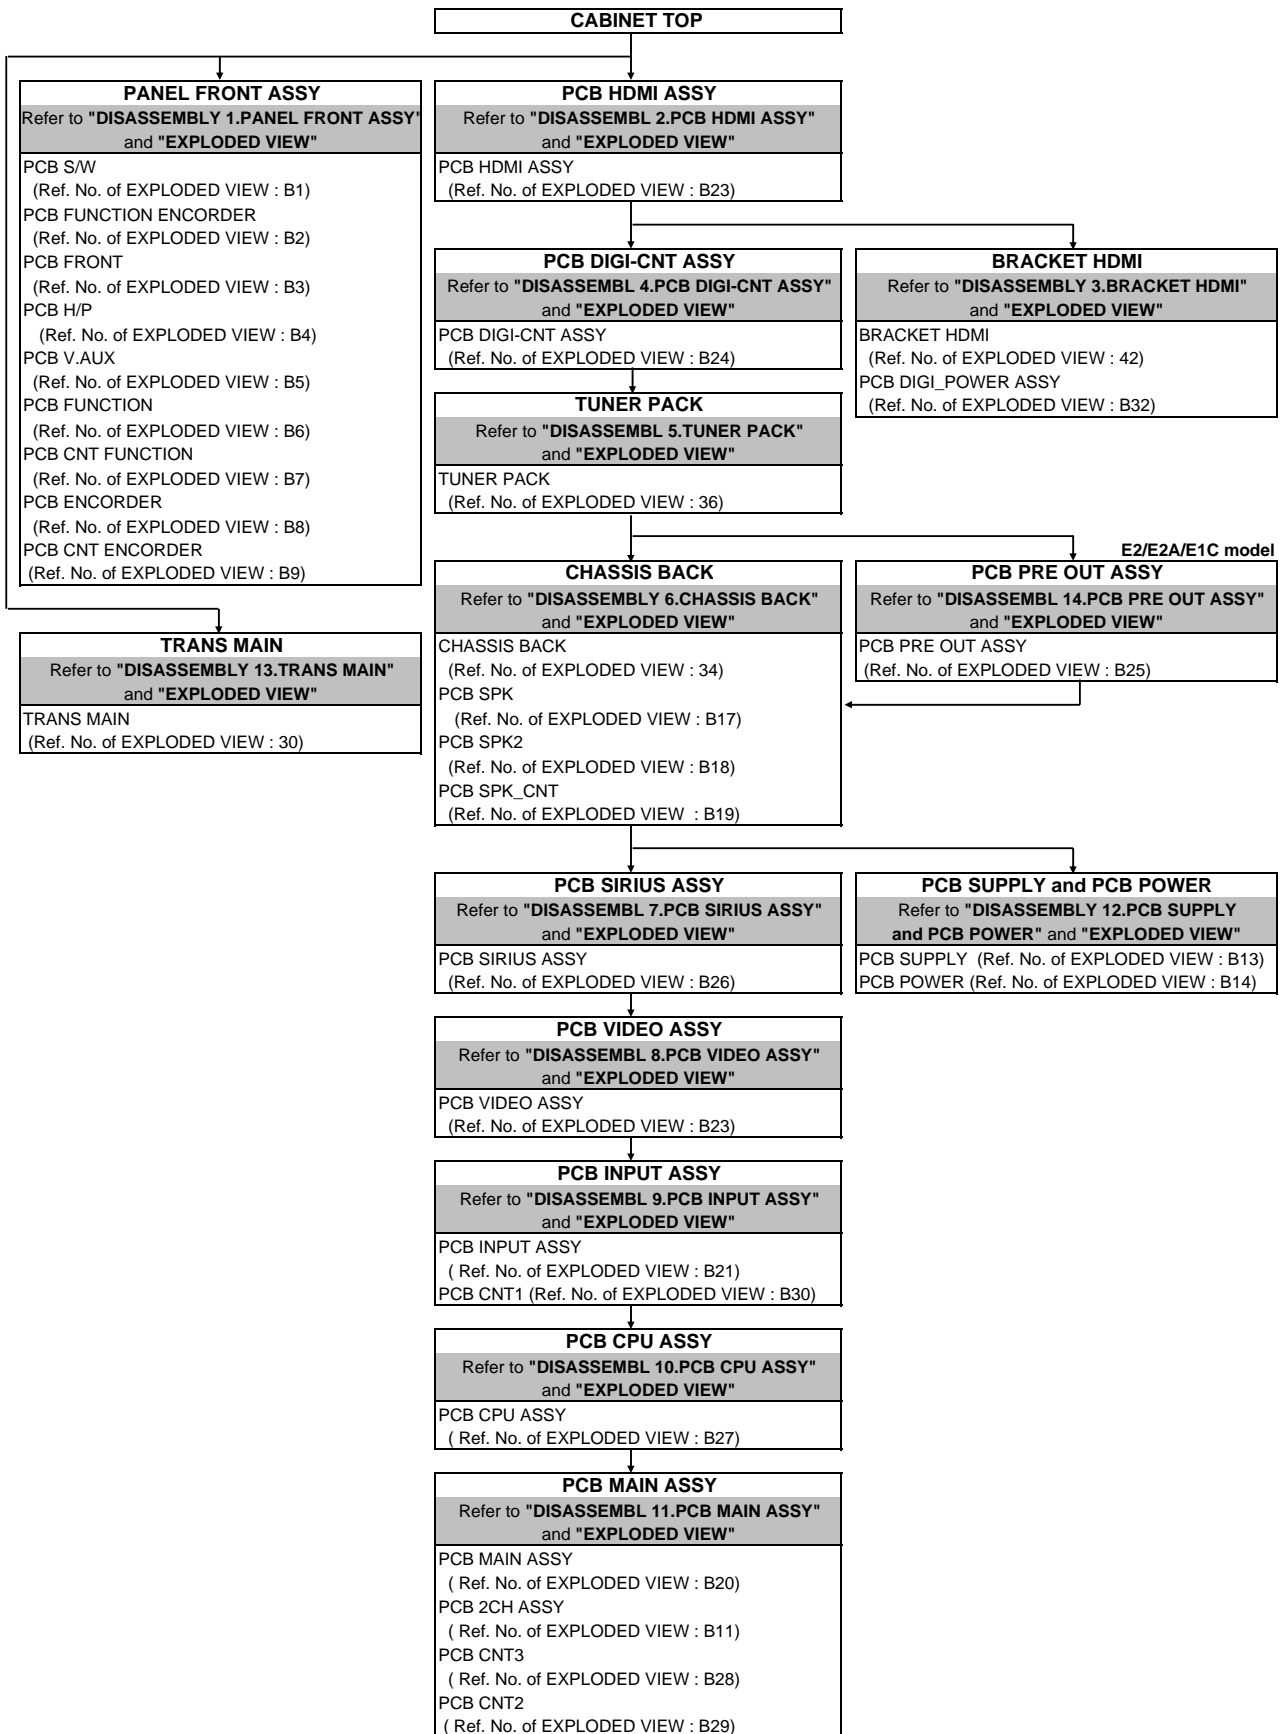 CABINET TOP
PANEL FRONT ASSY
Refer to "DISASSEMBLY 1.PANEL FRONT ASSY"
and "EXPLODED VIEW"
PCB S/W
(Ref. No. of EXPLODED VIEW : B1)
PCB FUNCTION ENCORDER
(Ref. No. of EXPLODED VIEW : B2)
PCB FRONT
(Ref. No. of EXPLODED VIEW : B3)
PCB H/P
(Ref. No. of EXPLODED VIEW : B4)
PCB V.AUX
(Ref. No. of EXPLODED VIEW : B5)
PCB FUNCTION
(Ref. No. of EXPLODED VIEW : B6)
PCB CNT FUNCTION
(Ref. No. of EXPLODED VIEW : B7)
PCB ENCORDER
(Ref. No. of EXPLODED VIEW : B8)
PCB CNT ENCORDER
(Ref. No. of EXPLODED VIEW : B9)
TRANS MAIN
Refer to "DISASSEMBLY 13.TRANS MAIN"
and "EXPLODED VIEW"
TRANS MAIN
(Ref. No. of EXPLODED VIEW : 30)
PCB HDMI ASSY
Refer to "DISASSEMBL 2.PCB HDMI ASSY"
and "EXPLODED VIEW"
PCB HDMI ASSY
(Ref. No. of EXPLODED VIEW : B23)
PCB DIGI-CNT ASSY
Refer to "DISASSEMBL 4.PCB DIGI-CNT ASSY"
and "EXPLODED VIEW"
PCB DIGI-CNT ASSY
(Ref. No. of EXPLODED VIEW : B24)
BRACKET HDMI
Refer to "DISASSEMBLY 3.BRACKET HDMI"
and "EXPLODED VIEW"
BRACKET HDMI
(Ref. No. of EXPLODED VIEW : 42)
PCB DIGI_POWER ASSY
(Ref. No. of EXPLODED VIEW : B32)
TUNER PACK
Refer to "DISASSEMBL 5.TUNER PACK"
and "EXPLODED VIEW"
TUNER PACK
(Ref. No. of EXPLODED VIEW : 36)
CHASSIS BACK
Refer to "DISASSEMBLY 6.CHASSIS BACK"
and "EXPLODED VIEW"
CHASSIS BACK
(Ref. No. of EXPLODED VIEW : 34)
PCB SPK
(Ref. No. of EXPLODED VIEW : B17)
PCB SPK2
(Ref. No. of EXPLODED VIEW : B18)
PCB SPK_CNT
(Ref. No. of EXPLODED VIEW : B19)
E2/E2A/E1C model
PCB PRE OUT ASSY
Refer to "DISASSEMBL 14.PCB PRE OUT ASSY"
and "EXPLODED VIEW"
PCB PRE OUT ASSY
(Ref. No. of EXPLODED VIEW : B25)
PCB SIRIUS ASSY
Refer to "DISASSEMBL 7.PCB SIRIUS ASSY"
and "EXPLODED VIEW"
PCB SIRIUS ASSY
(Ref. No. of EXPLODED VIEW : B26)
PCB SUPPLY and PCB POWER
Refer to "DISASSEMBLY 12.PCB SUPPLY
and PCB POWER" and "EXPLODED VIEW"
PCB SUPPLY (Ref. No. of EXPLODED VIEW : B13)
PCB POWER (Ref. No. of EXPLODED VIEW : B14)
PCB VIDEO ASSY
Refer to "DISASSEMBL 8.PCB VIDEO ASSY"
and "EXPLODED VIEW"
PCB VIDEO ASSY
(Ref. No. of EXPLODED VIEW : B23)
PCB INPUT ASSY
Refer to "DISASSEMBL 9.PCB INPUT ASSY"
and "EXPLODED VIEW"
PCB INPUT ASSY
( Ref. No. of EXPLODED VIEW : B21)
PCB CNT1 (Ref. No. of EXPLODED VIEW : B30)
PCB CPU ASSY
Refer to "DISASSEMBL 10.PCB CPU ASSY"
and "EXPLODED VIEW"
PCB CPU ASSY
( Ref. No. of EXPLODED VIEW : B27)
PCB MAIN ASSY
Refer to "DISASSEMBL 11.PCB MAIN ASSY"
and "EXPLODED VIEW"
PCB MAIN ASSY
( Ref. No. of EXPLODED VIEW : B20)
PCB 2CH ASSY
( Ref. No. of EXPLODED VIEW : B11)
PCB CNT3
( Ref. No. of EXPLODED VIEW : B28)
PCB CNT2
( Ref. No. of EXPLODED VIEW : B29)